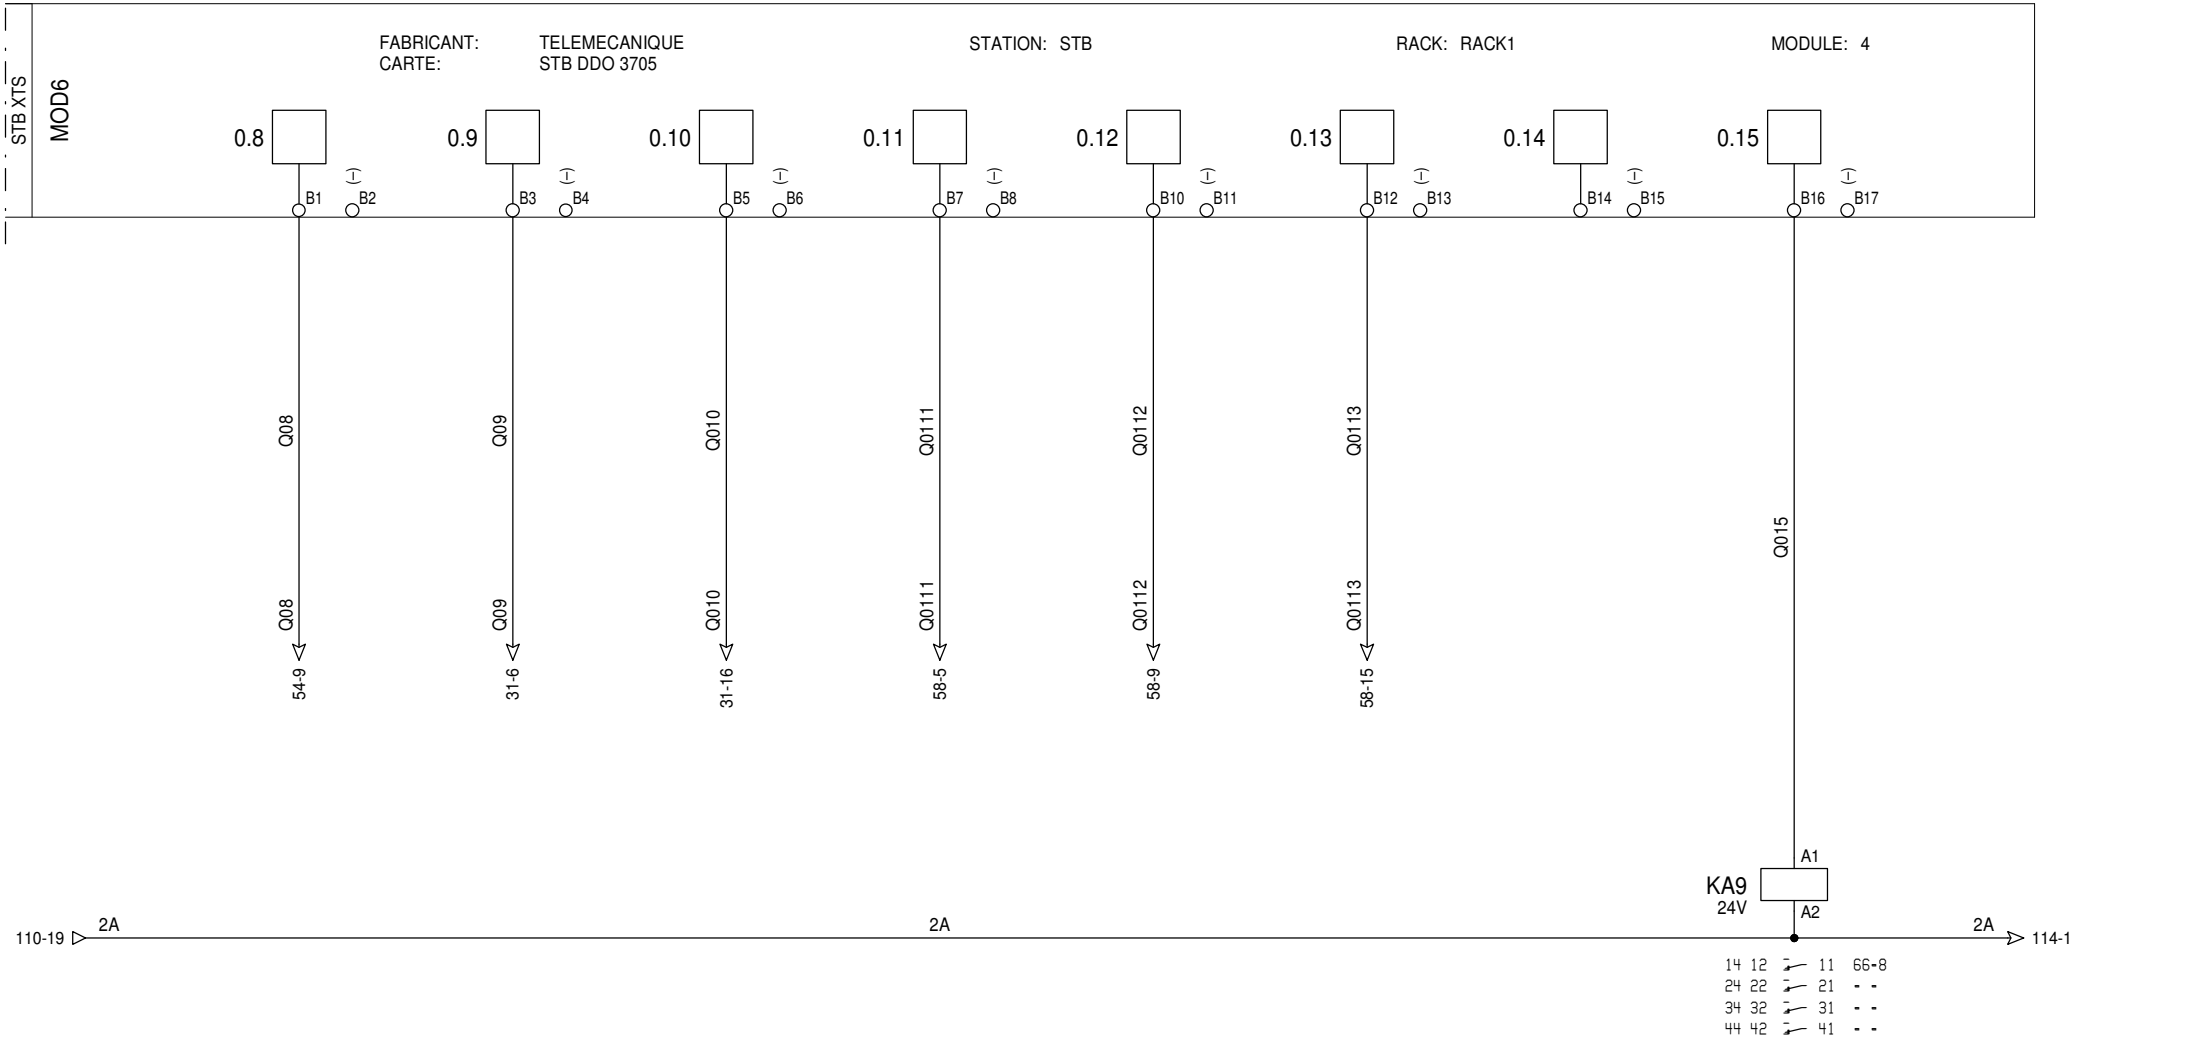 FABRICANT: TELEMECANIQUE STATION: STB RACK: RACK1 MODULE: 4
CARTE: STB DDO 3705
STB XTS
MOD6
0.8 0.9 0.10 0.11 0.12 0.13 0.14 0.15
(-) (-) (-) (-) (-) (-) (-) (-)
B1 B2 B3 B4 B5 B6 B7 B8 B10 B11 B12 B13 B14 B15 B16 B17
Q08 Q09 Q010 Q0111 Q0112 Q0113
Q015
Q08 Q09 Q010 Q0111 Q0112 Q0113
54-9 31-6 31-16 58-5 58-9 58-15
A1
KA9
24V
A2
110-19 2A 2A 2A 114-1
14 12 11 66-8
24 22 21 - -
34 32 31 - -
44 42 41 - -